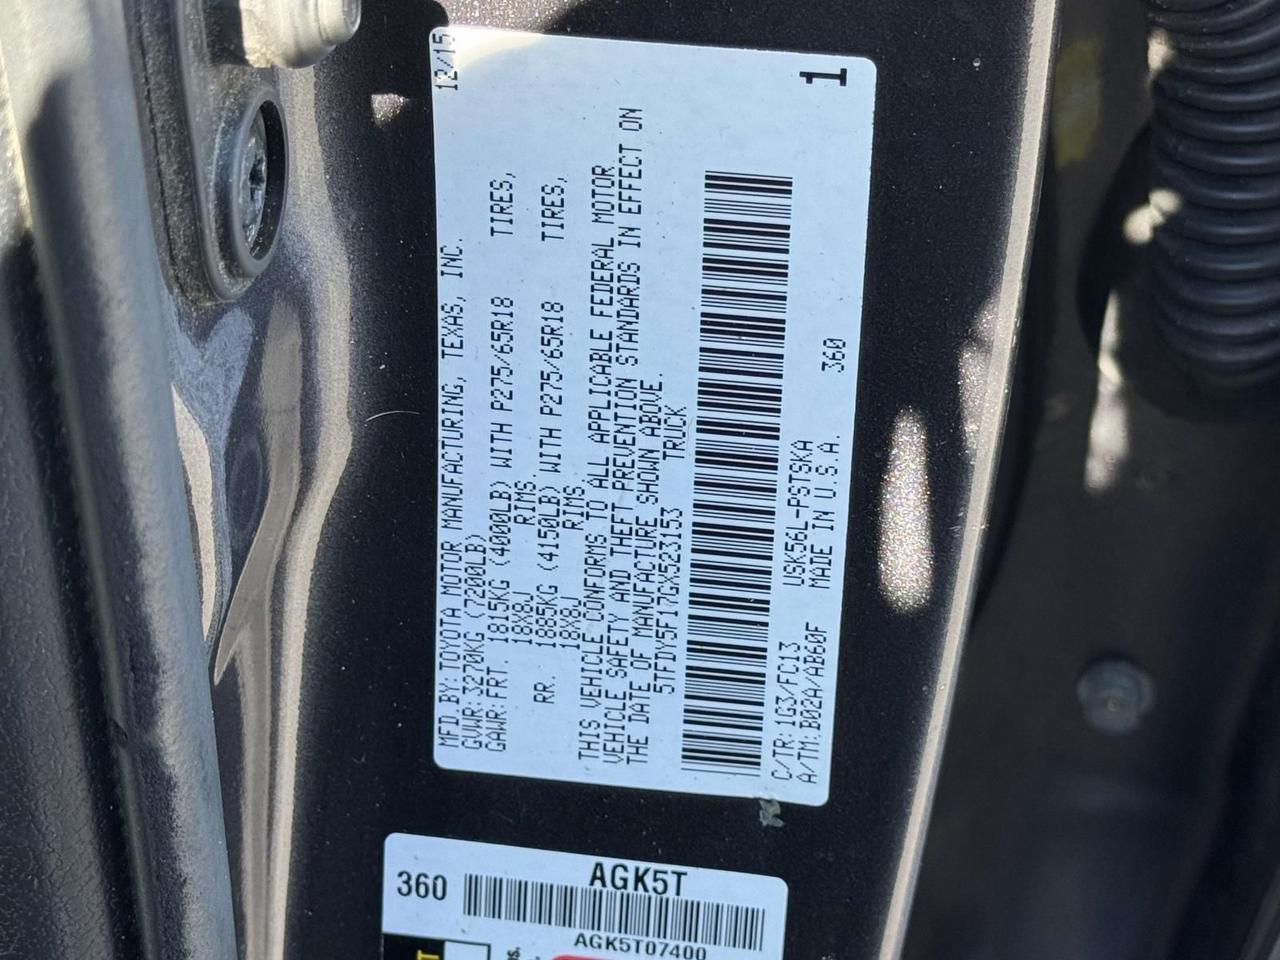 MFD.BY:TOYOTA MOTOR MANUFACTURING, TEXAS, INC. 12/15
GVWR:3270KG(7200LB)
GAWR:FRT. 1815KG(4000LB)WITH P275/65R18 TIRES,
18X8J RIMS,
RR. 1885KG(4150LB)WITH P275/65R18 TIRES,
18X8J RIMS,
THIS VEHICLE CONFORMS TO ALL APPLICABLE FEDERAL MOTOR
VEHICLE SAFETY AND THEFT PREVENTION STANDARDS IN EFFECT ON
THE DATE OF MANUFACTURE SHOWN ABOVE.
5TFDY5F17GX523153 TRUCK
C/TR:1G3/FC13 USK56L-PSTSKA
A/TM:B02A/AB60F MADE IN U.S.A. 360
1
AGK5T
360
AGK5T07400